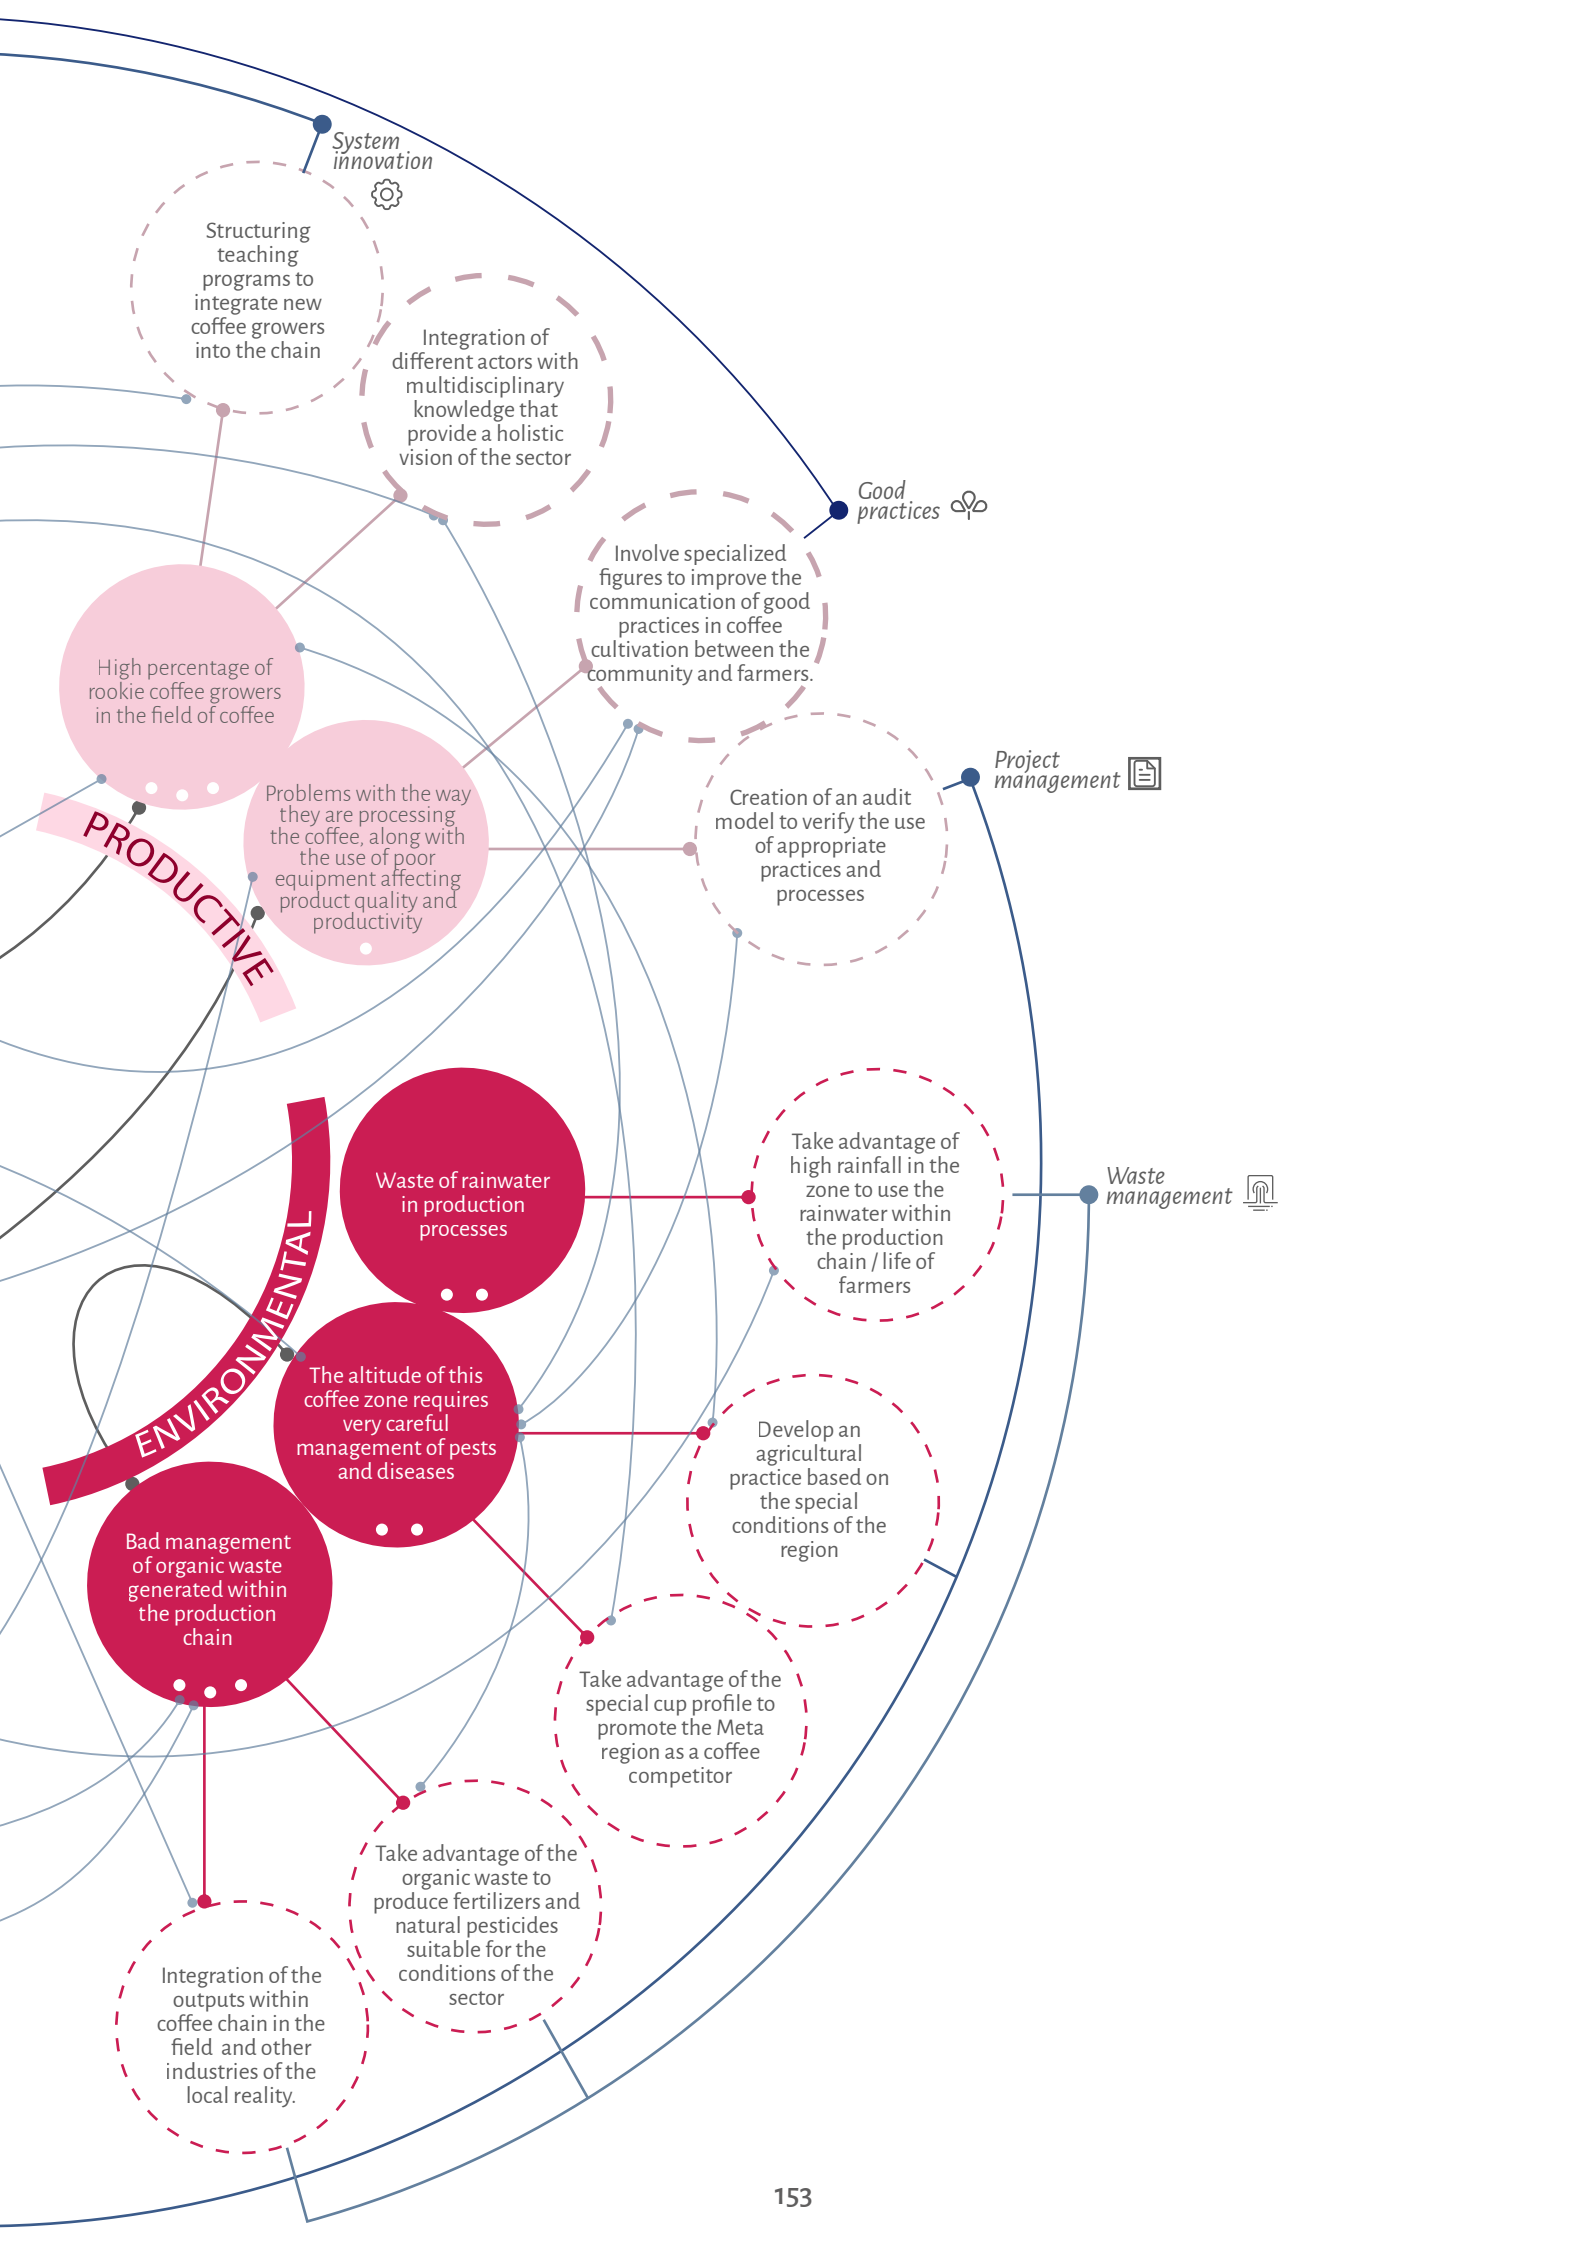 System
innovation
Structuring
teaching
programs to
integrate new
coffee growers
into the chain
Integration of
different actors with
multidisciplinary
knowledge that
provide a holistic
vision of the sector
Good
practices
Involve specialized
figures to improve the
communication of good
practices in coffee
cultivation between the
community and farmers.
High percentage of
rookie coffee growers
in the field of coffee
Project
management
Problems with the way
they are processing
the coffee, along with
the use of poor
equipment affecting
product quality and
productivity
Creation of an audit
model to verify the use
of appropriate
practices and
processes
PRODUCTIVE
Waste of rainwater
in production
processes
Take advantage of
high rainfall in the
zone to use the
rainwater within
the production
chain / life of
farmers
Waste
management
ENVIRONMENTAL
The altitude of this
coffee zone requires
very careful
management of pests
and diseases
Develop an
agricultural
practice based on
the special
conditions of the
region
Bad management
of organic waste
generated within
the production
chain
Take advantage of the
special cup profile to
promote the Meta
region as a coffee
competitor
Take advantage of the
organic waste to
produce fertilizers and
natural pesticides
suitable for the
conditions of the
sector
Integration of the
outputs within
coffee chain in the
field and other
industries of the
local reality.
153